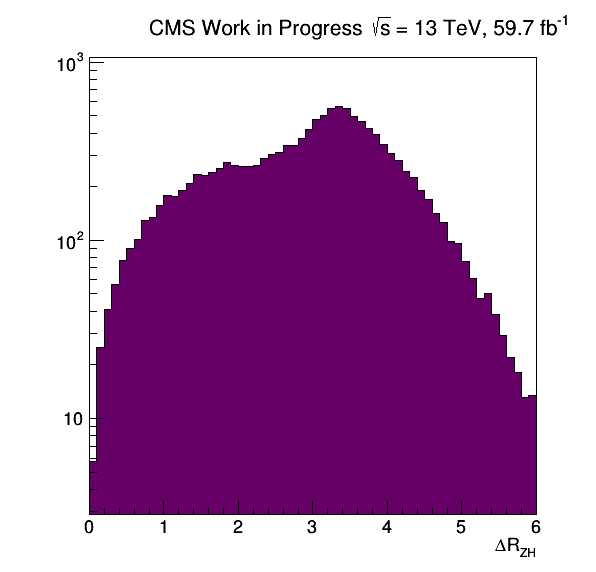 CMS Work in Progress √s = 13 TeV, 59.7 fb⁻¹
10³
10²
10
0 1 2 3 4 5 6
ΔR_ZH